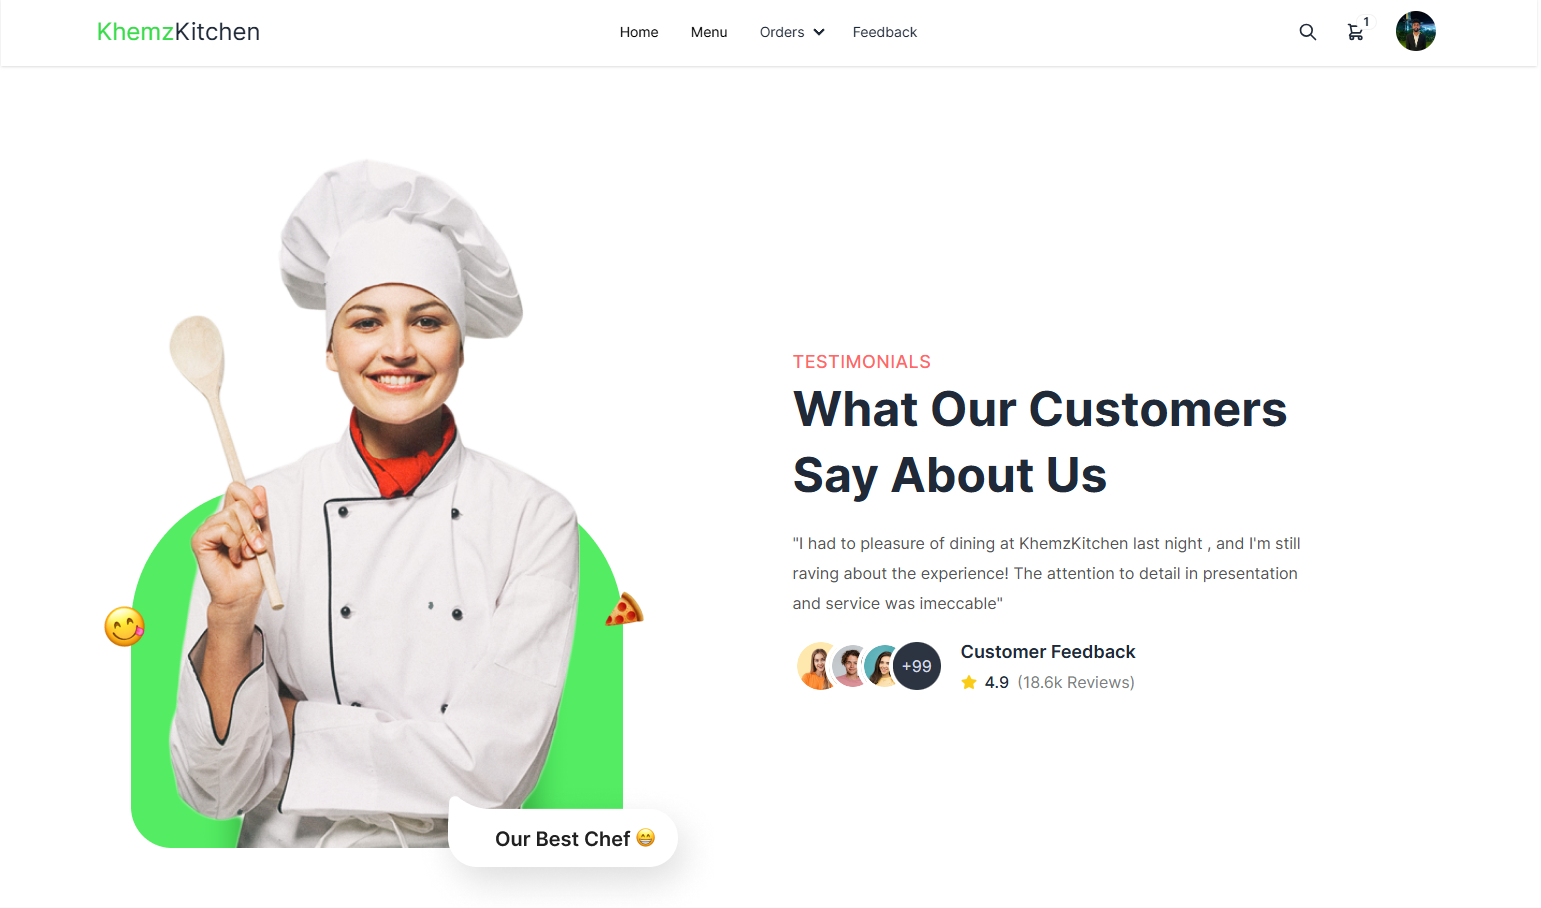 KhemzKitchen
Home Menu Orders Feedback
1
TESTIMONIALS
What Our Customers
Say About Us
"I had to pleasure of dining at KhemzKitchen last night , and I'm still
raving about the experience! The attention to detail in presentation
and service was imeccable"
+99
Customer Feedback
4.9 (18.6k Reviews)
Our Best Chef 😁